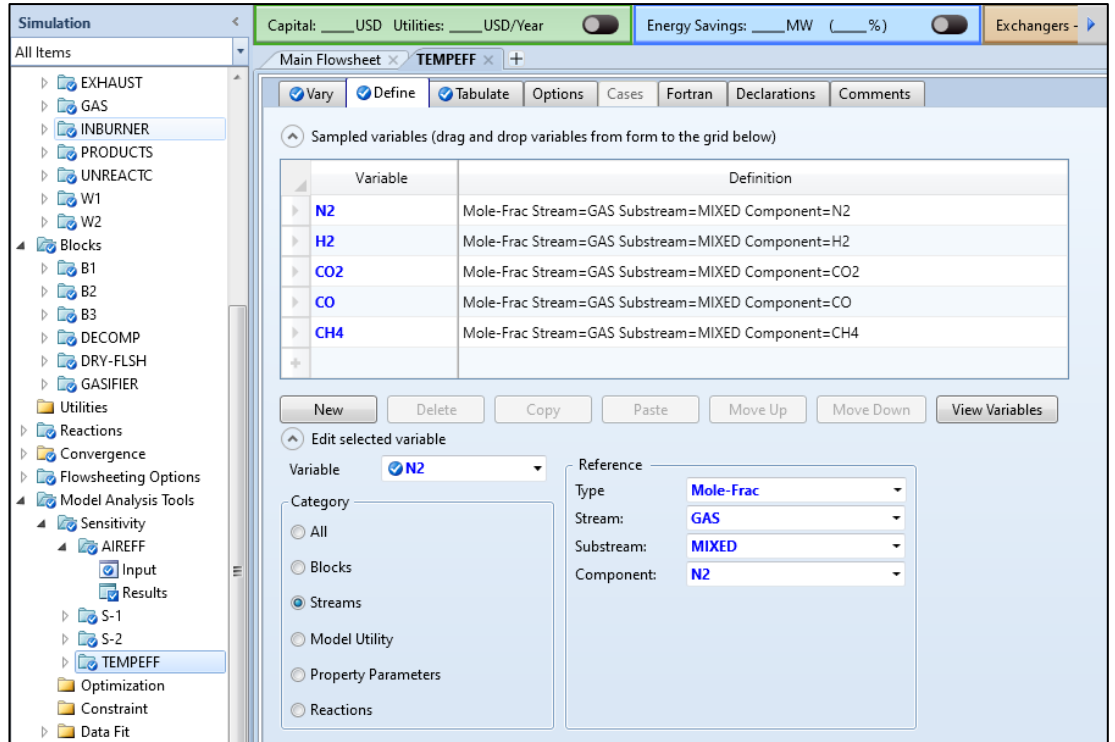 Simulation <
All Items
EXHAUST
GAS
INBURNER
PRODUCTS
UNREACTC
W1
W2
Blocks
B1
B2
B3
DECOMP
DRY-FLSH
GASIFIER
Utilities
Reactions
Convergence
Flowsheeting Options
Model Analysis Tools
Sensitivity
AIREFF
Input
Results
S-1
S-2
TEMPEFF
Optimization
Constraint
Data Fit
Capital: ____USD Utilities: ____USD/Year
Energy Savings: ____MW (____%)
Exchangers -
Main Flowsheet × TEMPEFF × +
Vary Define Tabulate Options Cases Fortran Declarations Comments
Sampled variables (drag and drop variables from form to the grid below)
Variable Definition
N2 Mole-Frac Stream=GAS Substream=MIXED Component=N2
H2 Mole-Frac Stream=GAS Substream=MIXED Component=H2
CO2 Mole-Frac Stream=GAS Substream=MIXED Component=CO2
CO Mole-Frac Stream=GAS Substream=MIXED Component=CO
CH4 Mole-Frac Stream=GAS Substream=MIXED Component=CH4
New Delete Copy Paste Move Up Move Down View Variables
Edit selected variable
Variable N2
Category
All
Blocks
Streams
Model Utility
Property Parameters
Reactions
Reference
Type Mole-Frac
Stream: GAS
Substream: MIXED
Component: N2